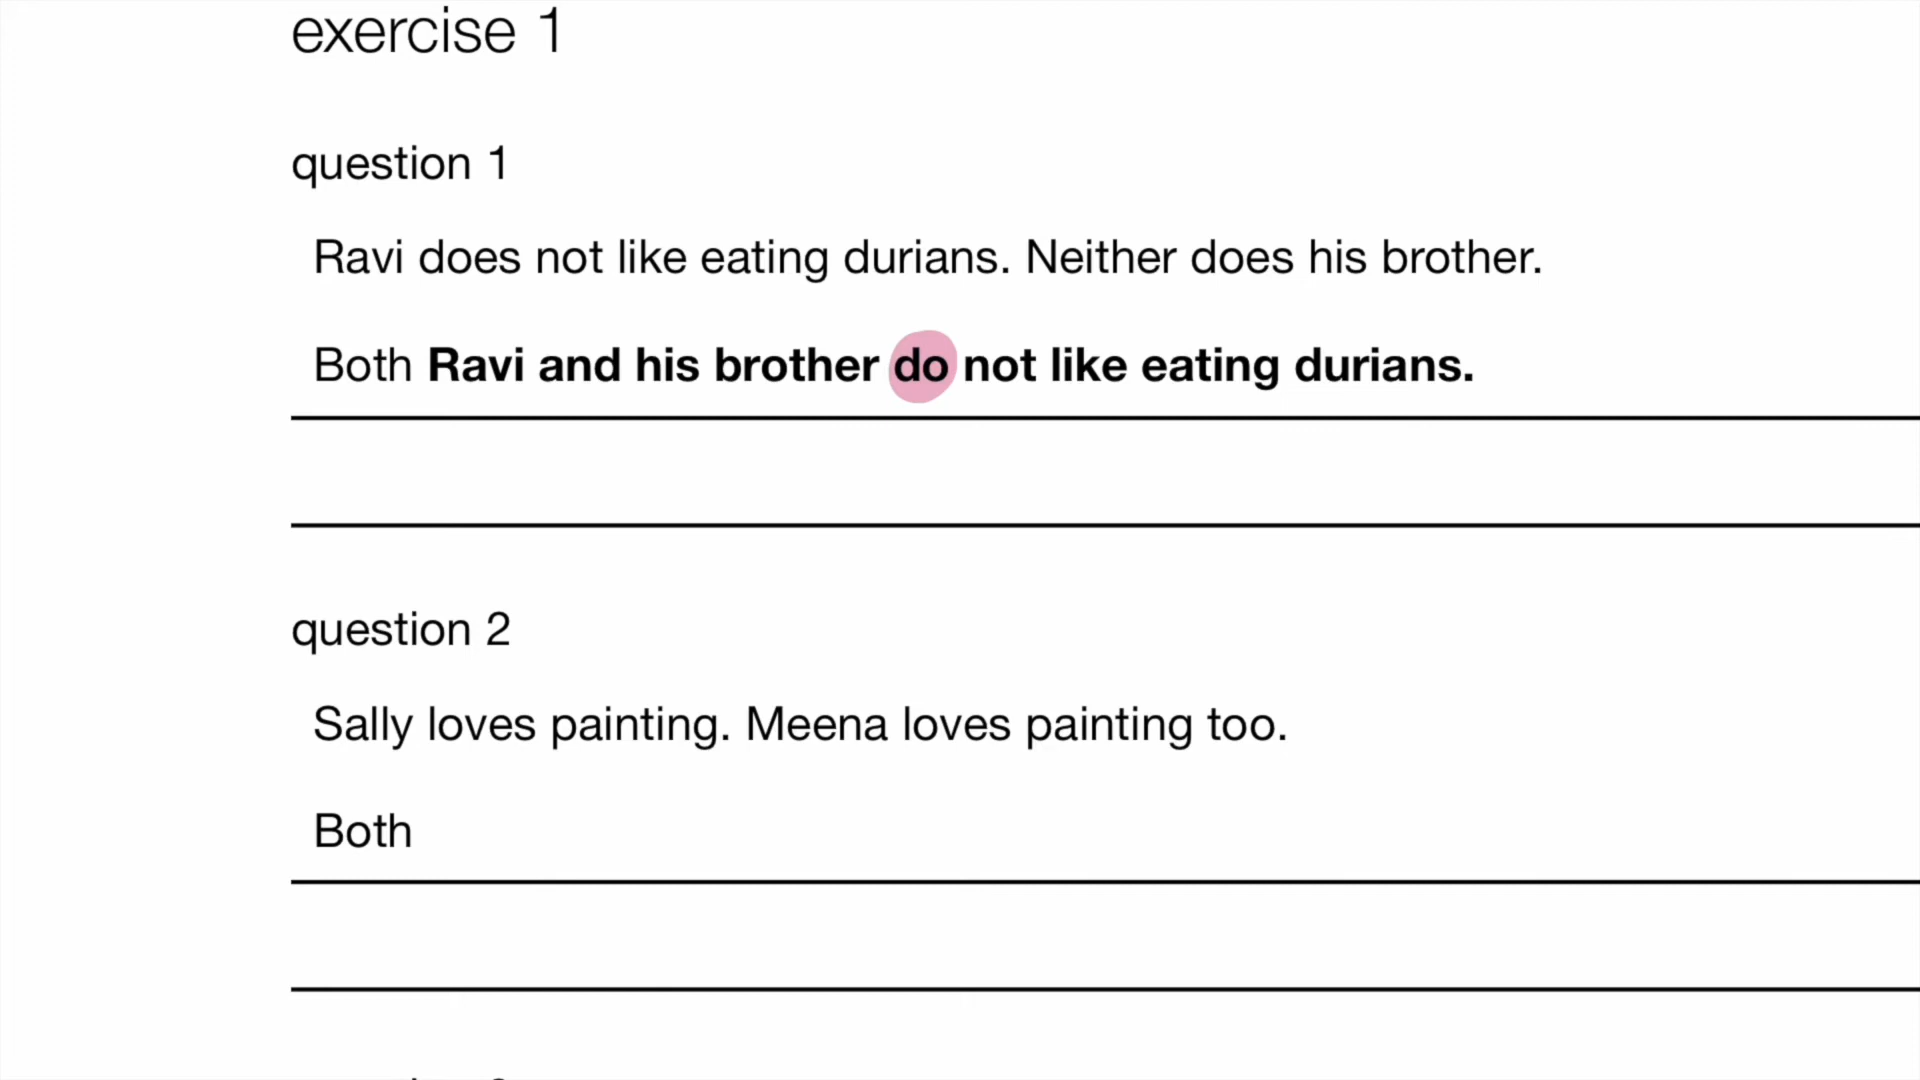 exercise 1
question 1
Ravi does not like eating durians. Neither does his brother.
Both Ravi and his brother do not like eating durians.
question 2
Sally loves painting. Meena loves painting too.
Both